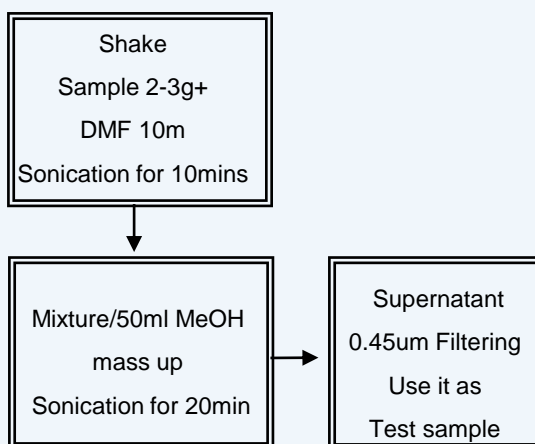 Shake
Sample 2-3g+
DMF 10m
Sonication for 10mins
Mixture/50ml MeOH
mass up
Sonication for 20min
Supernatant
0.45um Filtering
Use it as
Test sample